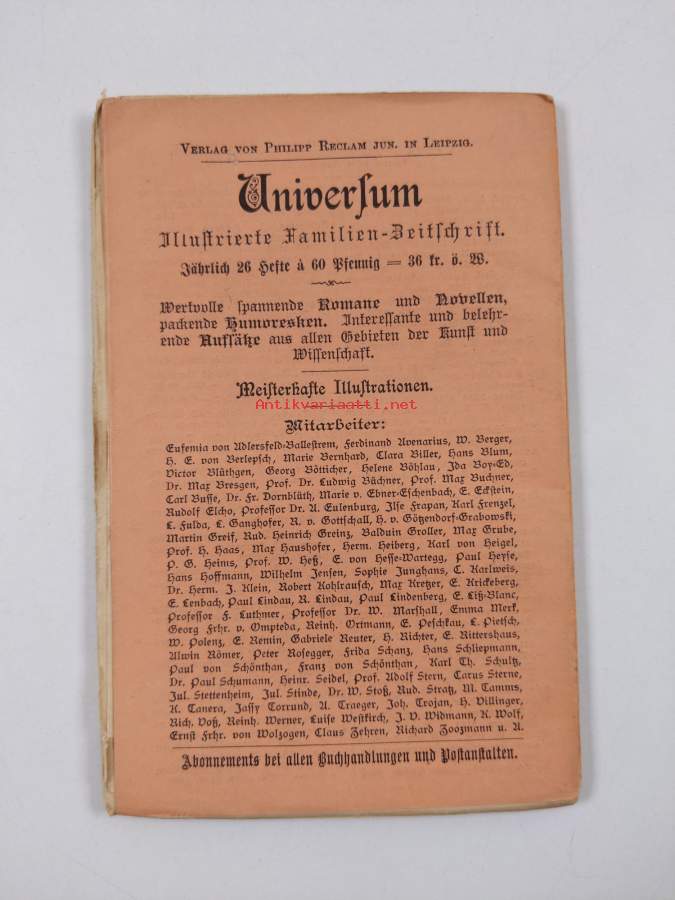 Verlag von Philipp Reclam jun. in Leipzig.
Universum
Illustrierte Familien-Zeitschrift.
Jährlich 26 Hefte à 60 Pfennig = 36 kr. ö. W.
Wertvolle spannende Romane und Novellen,
packende Humoresken. Interessante und belehr-
ende Aufsätze aus allen Gebieten der Kunst und
Wissenschaft.
Meisterhafte Illustrationen.
Antikvariaatti.net
Mitarbeiter:
Eufemia von Adlersfeld-Ballestrem, Ferdinand Avenarius, W. Berger,
H. E. von Berlepsch, Marie Bernhard, Clara Biller, Hans Blum,
Victor Blüthgen, Georg Bötticher, Helene Böhlau, Ida Boy-Ed,
Dr. Max Bresgen, Prof. Dr. Ludwig Büchner, Prof. Max Buchner,
Carl Busse, Dr. Fr. Dornblüth, Marie v. Ebner-Eschenbach, E. Eckstein,
Rudolf Elcho, Professor Dr. A. Eulenburg, Ilse Frapan, Karl Frenzel,
L. Fulda, L. Ganghofer, R. v. Gottschall, H. v. Götzendorf-Grabowski,
Martin Greif, Rud. Heinrich Greinz, Balduin Groller, Max Grube,
Prof. H. Haas, Max Haushofer, Herm. Heiberg, Karl von Heigel,
P. G. Heims, Prof. W. Heß, E. von Hesse-Wartegg, Paul Heyse,
Hans Hoffmann, Wilhelm Jensen, Sophie Junghans, C. Karlweis,
Dr. Herm. J. Klein, Robert Kohlrausch, Max Kretzer, E. Krickeberg,
E. Lenbach, Paul Lindau, R. Lindau, Paul Lindenberg, E. Liß-Blanc,
Professor F. Luthmer, Professor Dr. W. Marshall, Emma Merk,
Georg Frhr. v. Ompteda, Reinh. Ortmann, E. Peschkau, L. Pietsch,
W. Polenz, E. Remin, Gabriele Reuter, H. Richter, E. Rittershaus,
Alwin Römer, Peter Rosegger, Frida Schanz, Hans Schliepmann,
Paul von Schönthan, Franz von Schönthan, Karl Th. Schultz,
Dr. Paul Schumann, Heinr. Seidel, Prof. Adolf Stern, Carus Sterne,
Jul. Stettenheim, Jul. Stinde, Dr. W. Stoß, Rud. Stratz, M. Tamms,
K. Tanera, Jassy Torrund, A. Traeger, Joh. Trojan, H. Villinger,
Rich. Voß, Reinh. Werner, Luise Westkirch, J. V. Widmann, K. Wolf,
Ernst Frhr. von Wolzogen, Claus Zehren, Richard Zoozmann u. A.
Abonnements bei allen Buchhandlungen und Postanstalten.